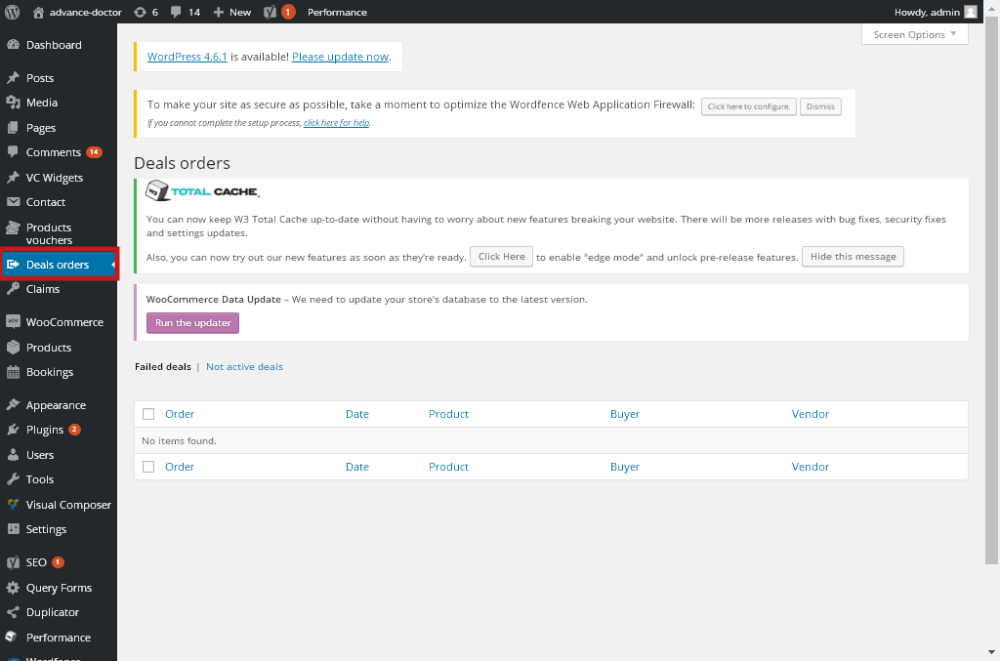 advance-doctor 6 14 New 1 Performance Howdy, admin
Screen Options
Dashboard
Posts
Media
Pages
Comments 14
VC Widgets
Contact
Products
vouchers
Deals orders
Claims
WooCommerce
Products
Bookings
Appearance
Plugins 2
Users
Tools
Visual Composer
Settings
SEO 1
Query Forms
Duplicator
Performance
Wordfence
WordPress 4.6.1 is available! Please update now.
To make your site as secure as possible, take a moment to optimize the Wordfence Web Application Firewall: Click here to configure. Dismiss
If you cannot complete the setup process, click here for help.
Deals orders
W3 TOTAL CACHE
You can now keep W3 Total Cache up-to-date without having to worry about new features breaking your website. There will be more releases with bug fixes, security fixes
and settings updates.
Also, you can now try out our new features as soon as they're ready. Click Here to enable "edge mode" and unlock pre-release features. Hide this message
WooCommerce Data Update – We need to update your store's database to the latest version.
Run the updater
Failed deals | Not active deals
Order Date Product Buyer Vendor
No items found.
Order Date Product Buyer Vendor